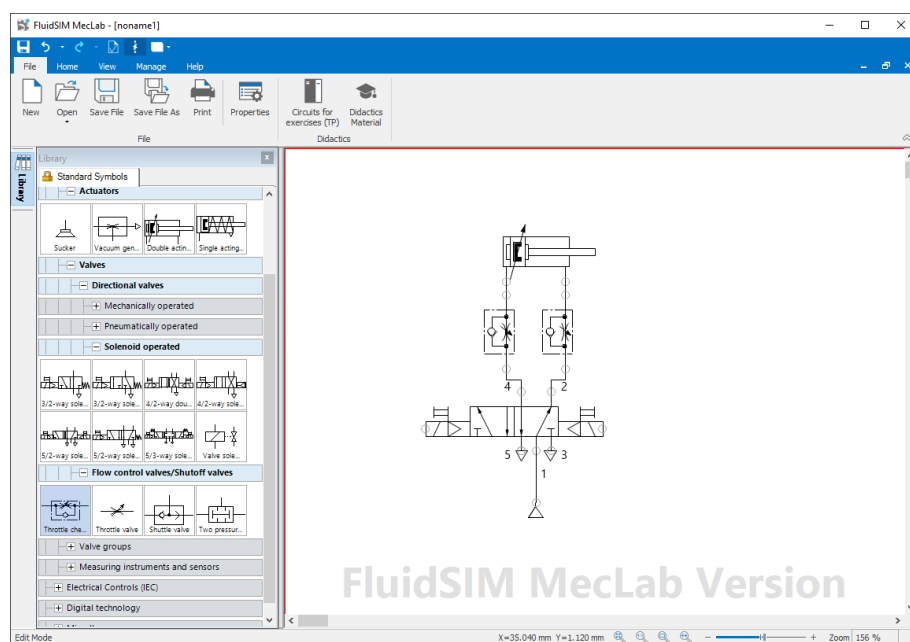 FluidSIM MecLab - [noname1]
File Home View Manage Help
New Open Save File Save File As Print Properties Circuits for exercises (TP) Didactics Material
File Didactics
Library
Library
Standard Symbols
Actuators
Sucker Vacuum gen... Double actin... Single acting...
Valves
Directional valves
Mechanically operated
Pneumatically operated
Solenoid operated
3/2-way sole... 3/2-way sole... 4/2-way dou... 4/2-way sole...
5/2-way sole... 5/2-way sole... 5/3-way sole... Valve sole...
Flow control valves/Shutoff valves
Throttle che... Throttle valve Shuttle valve Two pressur...
Valve groups
Measuring instruments and sensors
Electrical Controls (IEC)
Digital technology
4 2
5 3
1
FluidSIM MecLab Version
Edit Mode X=35.040 mm Y=1.120 mm Zoom 156 %